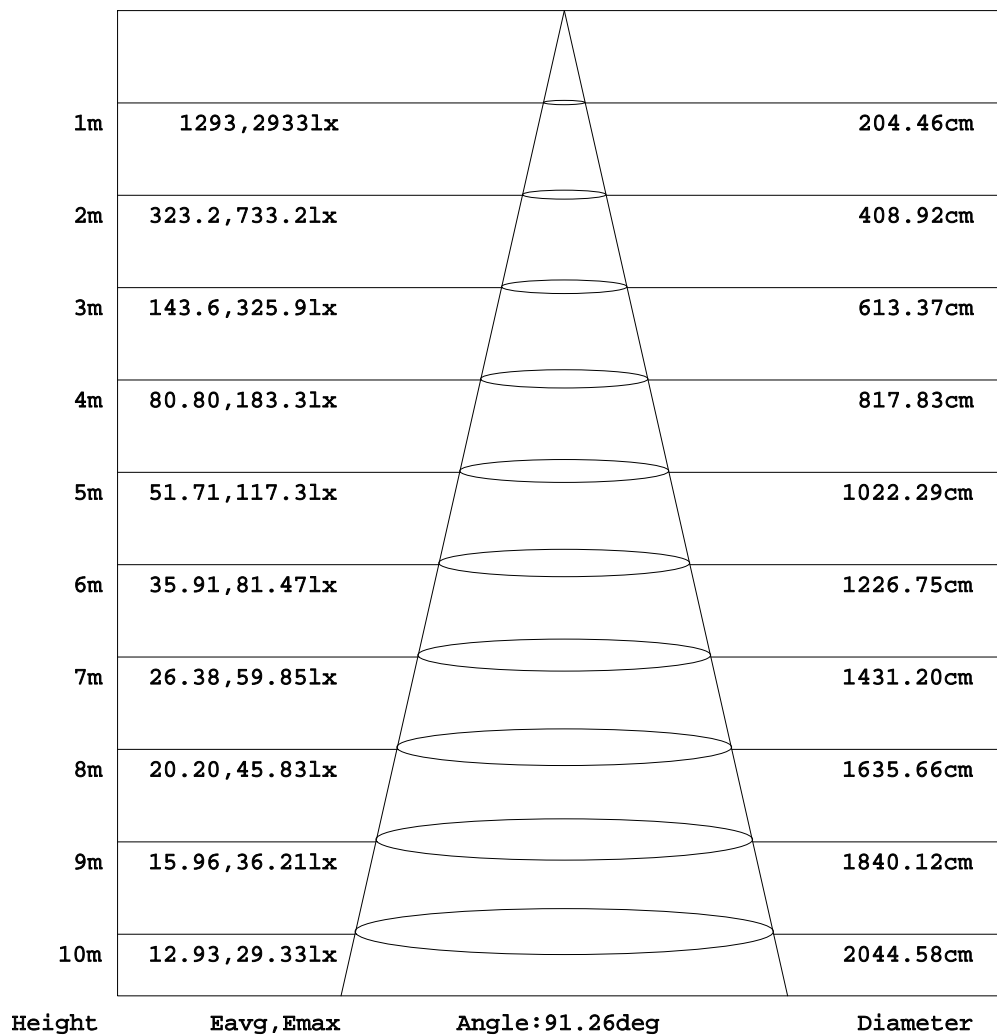 1m 1293,2933lx 204.46cm
2m 323.2,733.2lx 408.92cm
3m 143.6,325.9lx 613.37cm
4m 80.80,183.3lx 817.83cm
5m 51.71,117.3lx 1022.29cm
6m 35.91,81.47lx 1226.75cm
7m 26.38,59.85lx 1431.20cm
8m 20.20,45.83lx 1635.66cm
9m 15.96,36.21lx 1840.12cm
10m 12.93,29.33lx 2044.58cm
Height Eavg,Emax Angle:91.26deg Diameter